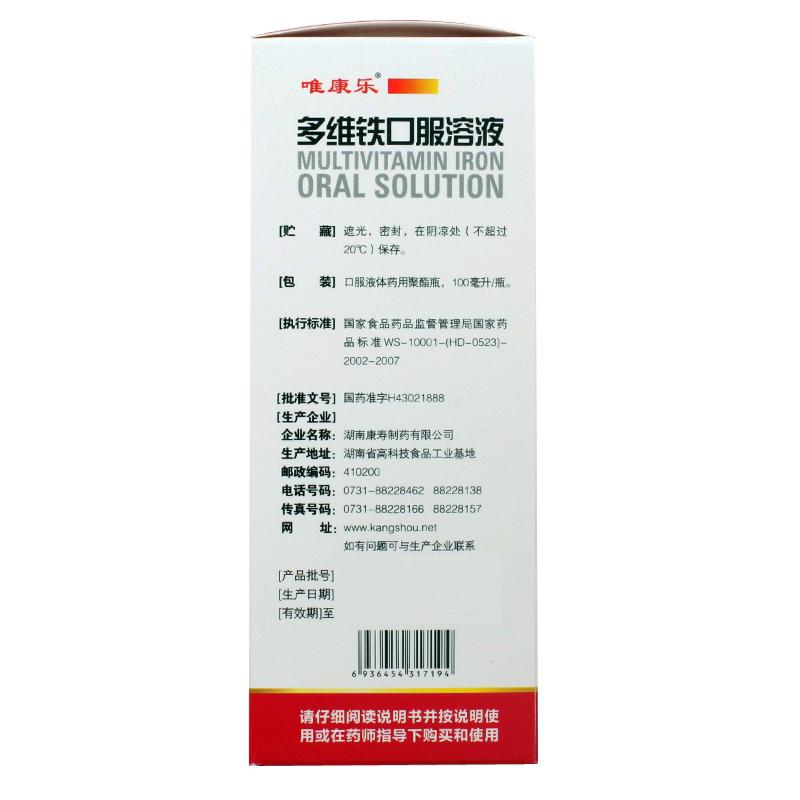 唯康乐®
多维铁口服溶液
MULTIVITAMIN IRON
ORAL SOLUTION
[贮 藏] 遮光，密封，在阴凉处（不超过
20℃）保存。
[包 装] 口服液体药用聚酯瓶，100毫升/瓶。
[执行标准] 国家食品药品监督管理局国家药
品标准WS-10001-(HD-0523)-
2002-2007
[批准文号] 国药准字H43021888
[生产企业]
企业名称：湖南康寿制药有限公司
生产地址：湖南省高科技食品工业基地
邮政编码：410200
电话号码：0731-88228462 88228138
传真号码：0731-88228166 88228157
网 址：www.kangshou.net
如有问题可与生产企业联系
[产品批号]
[生产日期]
[有效期]至
6 936454 317194
请仔细阅读说明书并按说明使
用或在药师指导下购买和使用